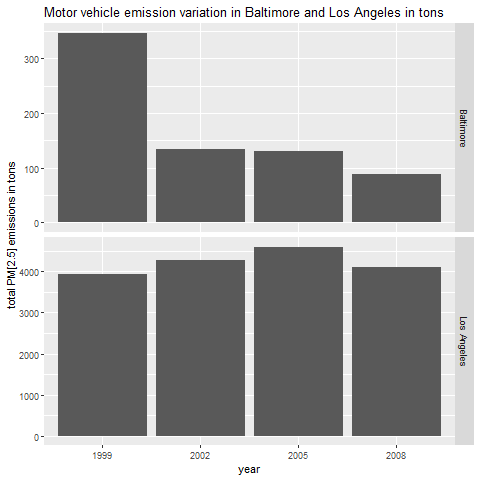 Motor vehicle emission variation in Baltimore and Los Angeles in tons
total PM[2.5] emissions in tons
300
200
100
0
Baltimore
4000
3000
2000
1000
0
Los Angeles
1999
2002
2005
2008
year